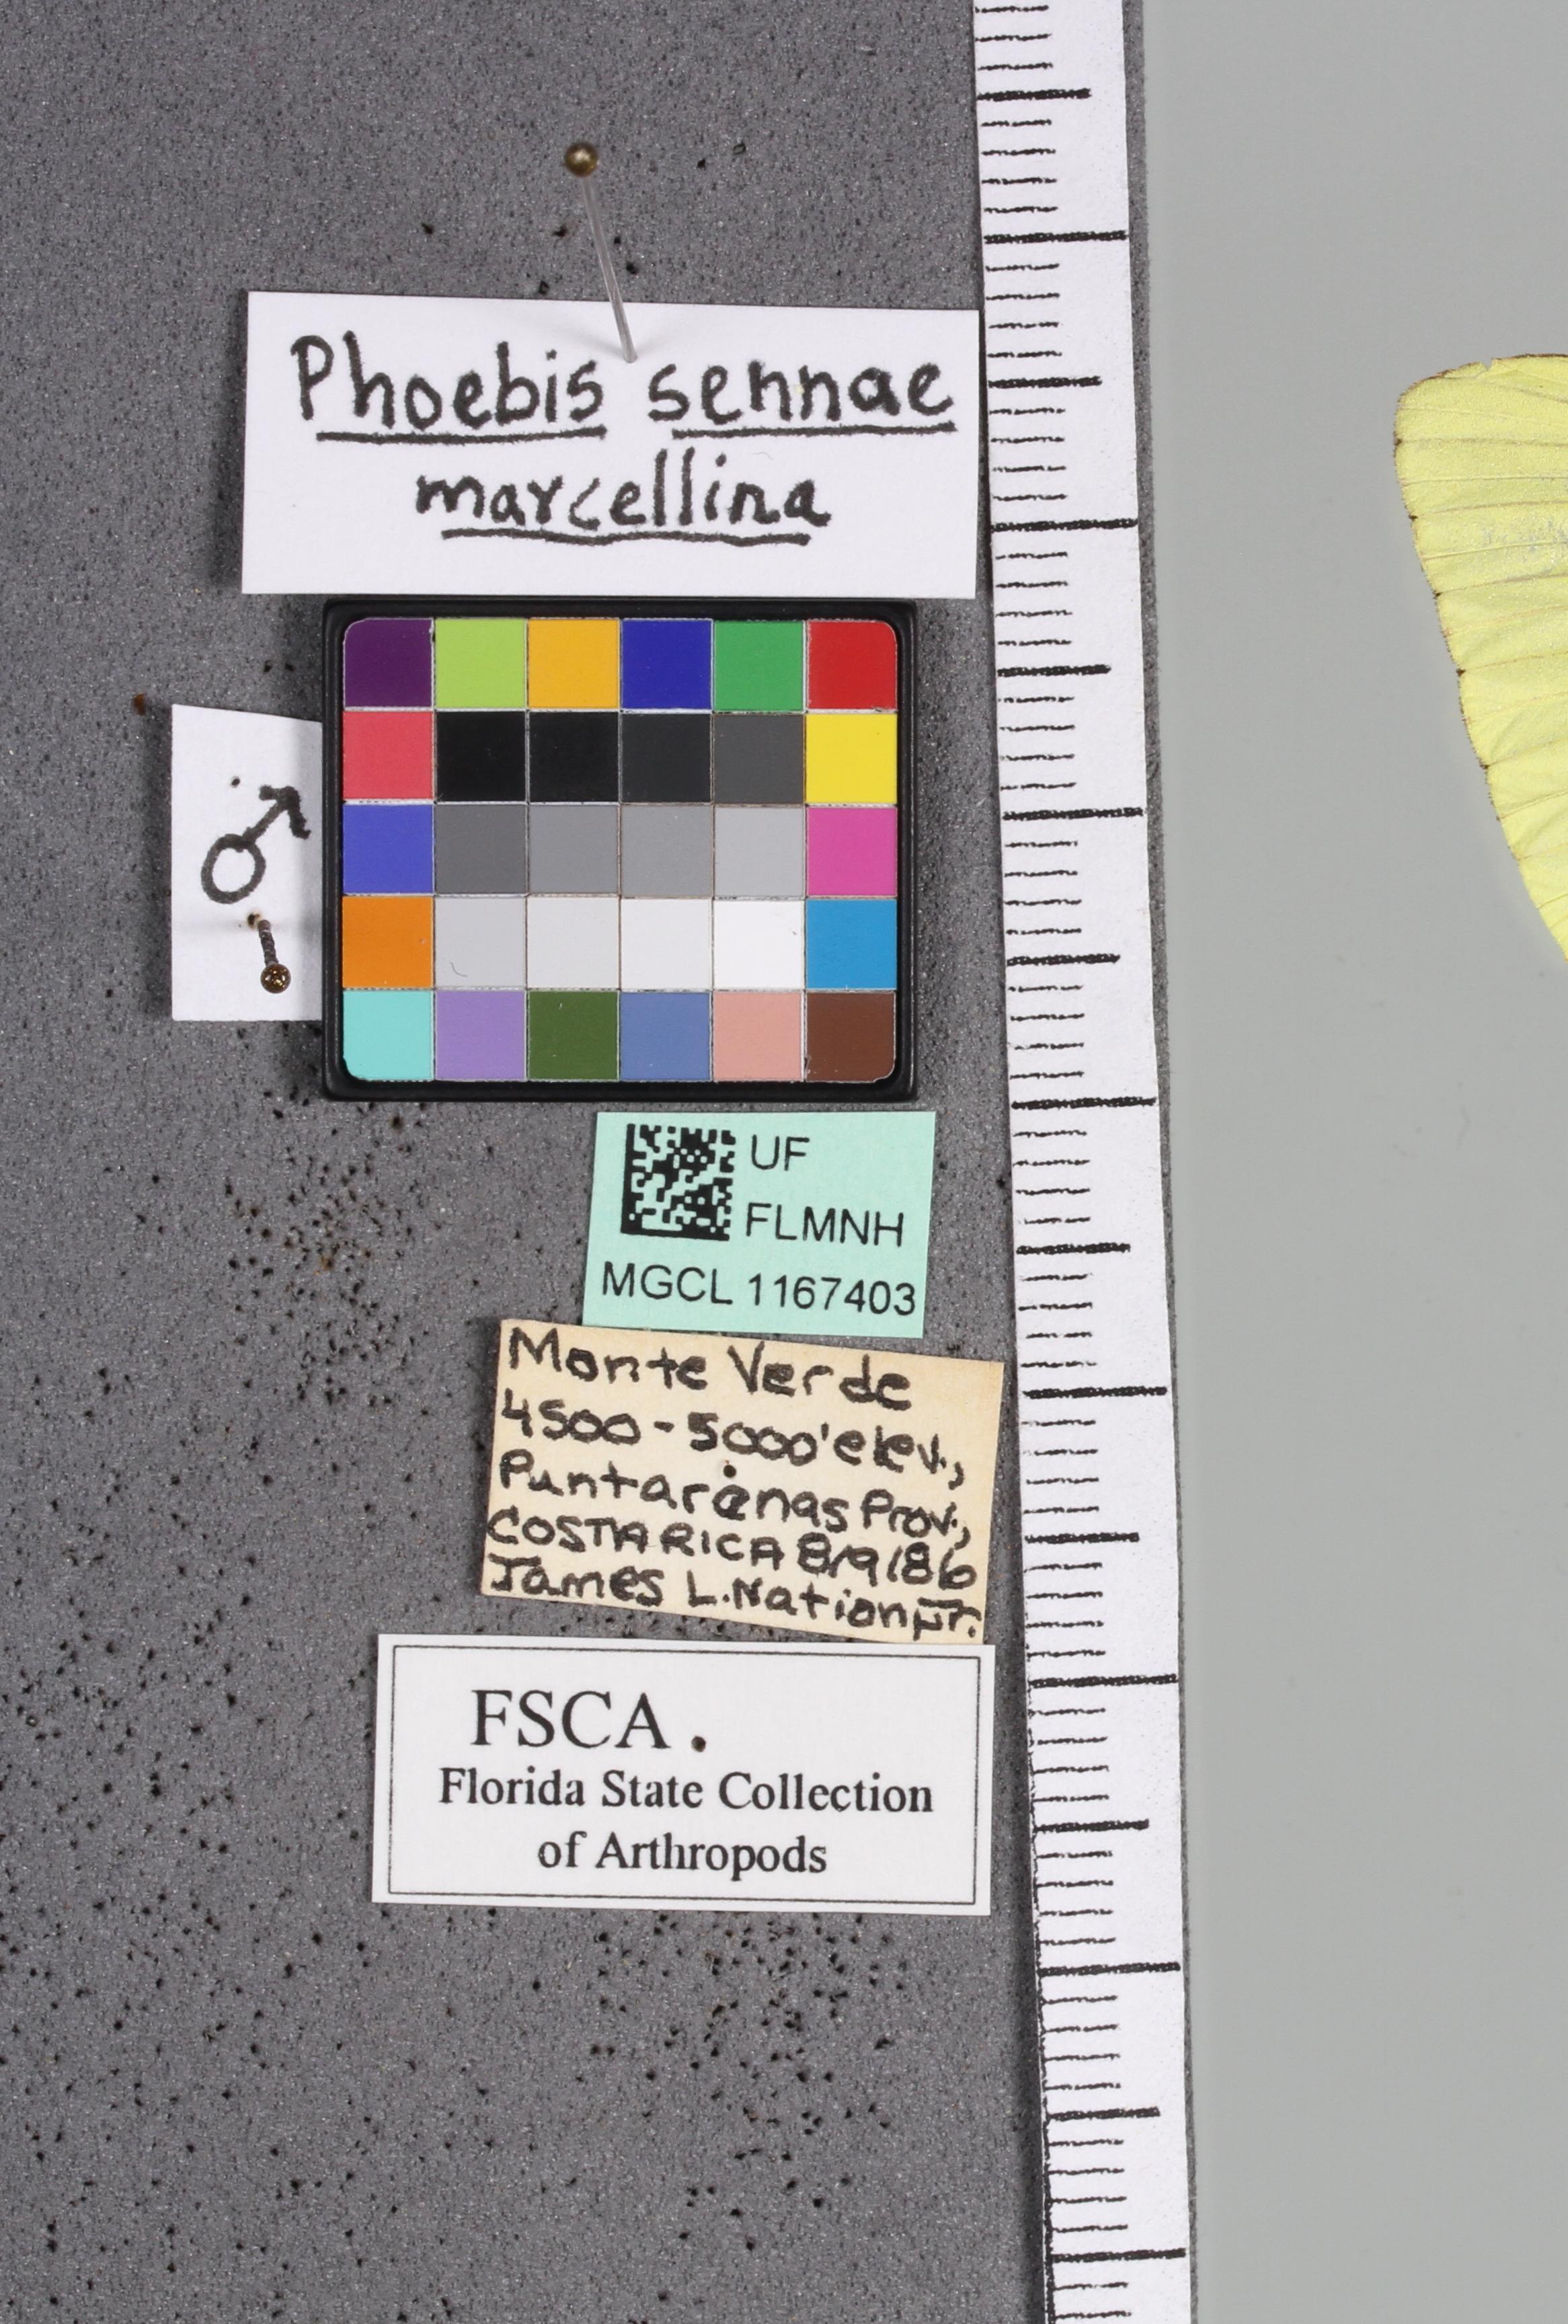 Phoebis sennae
marcellina
♂
UF
FLMNH
MGCL 1167403
Monte Verde
4500-5000'elev.,
Puntarenas Prov.,
COSTA RICA 8/9/86
James L. Nation Jr.
FSCA.
Florida State Collection
of Arthropods